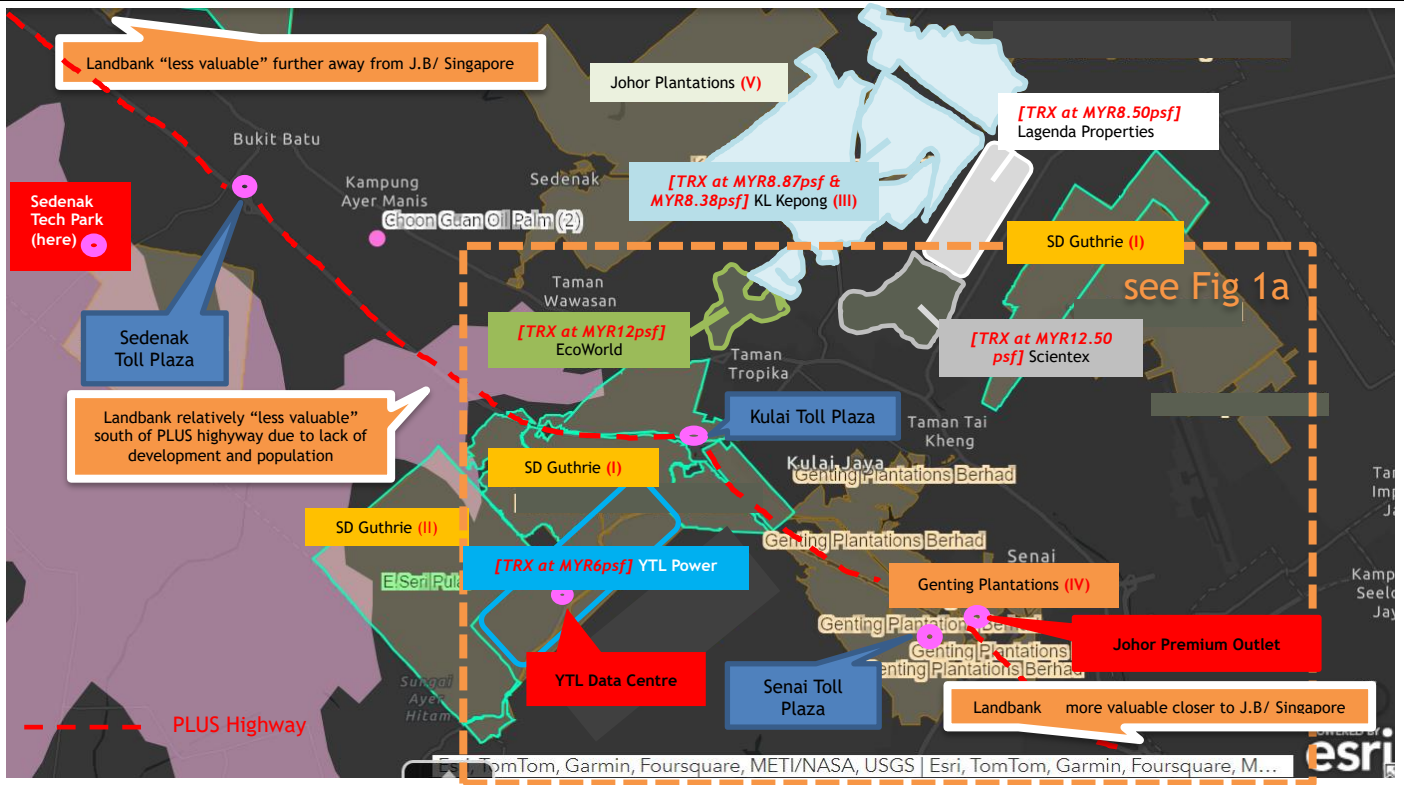 Landbank “less valuable” further away from J.B/ Singapore
Johor Plantations (V)
[TRX at MYR8.50psf]
Lagenda Properties
Bukit Batu
Kampung
Ayer Manis
Sedenak
[TRX at MYR8.87psf &
MYR8.38psf] KL Kepong (III)
Sedenak
Tech Park
(here)
Choon Guan Oil Palm (2)
SD Guthrie (I)
see Fig 1a
Taman
Wawasan
Sedenak
Toll Plaza
[TRX at MYR12psf]
EcoWorld
[TRX at MYR12.50
psf] Scientex
Taman
Tropika
Landbank relatively “less valuable”
south of PLUS highyway due to lack of
development and population
Kulai Toll Plaza
Taman Tai
Kheng
SD Guthrie (I)
Kulai Jaya
Genting Plantations Berhad
SD Guthrie (II)
Genting Plantations Berhad
Senai
[TRX at MYR6psf] YTL Power
E.Seri Pula
Genting Plantations (IV)
Genting Plantations Berhad
Johor Premium Outlet
Genting Plantations
Genting Plantations Berhad
YTL Data Centre
Senai Toll
Plaza
Sungai
Ayer
Hitam
Landbank more valuable closer to J.B/ Singapore
PLUS Highway
POWERED BY
esri
Esri, TomTom, Garmin, Foursquare, METI/NASA, USGS | Esri, TomTom, Garmin, Foursquare, M...